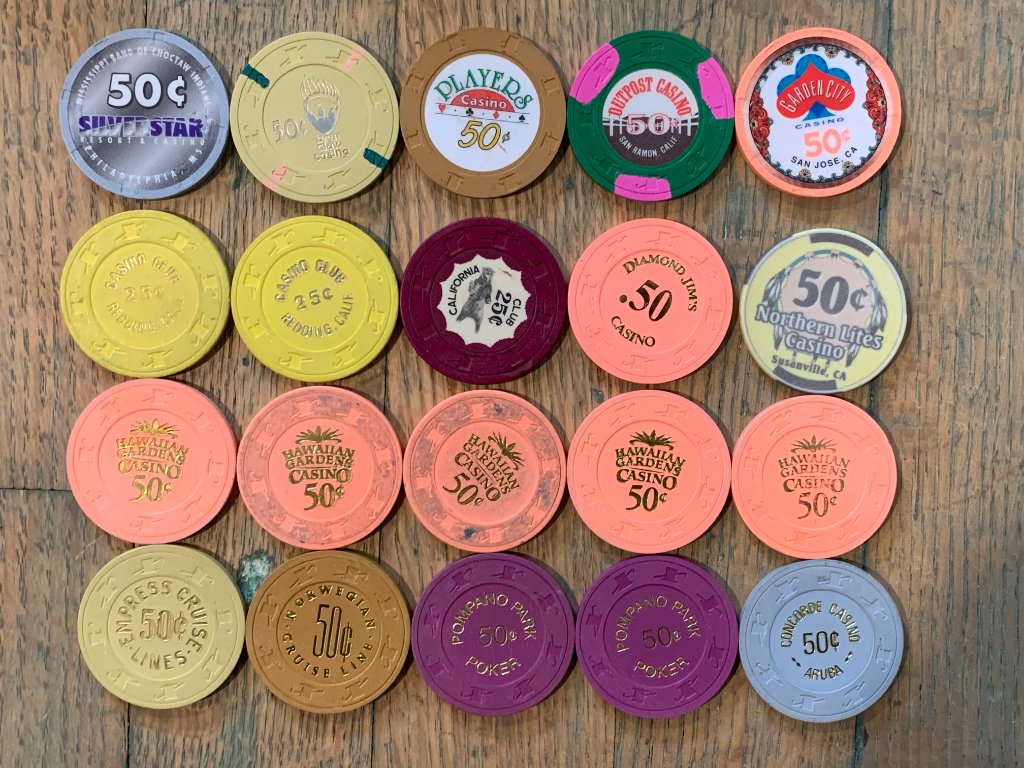 MISSISSIPPI BAND OF CHOCTAW INDIANS
50¢
SILVER STAR
RESORT & CASINO
PHILADELPHIA, MS
50¢
casino
PLAYERS
Casino
50¢
OUTPOST CASINO
50¢
SAN RAMON, CALIF
GARDEN CITY
CASINO
50¢
SAN JOSE, CA
CASINO CLUB
25¢
REDDING, CALIF
CASINO CLUB
25¢
REDDING, CALIF
CALIFORNIA
CLUB
25¢
DIAMOND JIM'S
.50
CASINO
50¢
Northern Lites
Casino
Susanville, CA
HAWAIIAN
GARDENS
CASINO
50¢
HAWAIIAN
GARDENS
CASINO
50¢
HAWAIIAN
GARDENS
CASINO
50¢
HAWAIIAN
GARDENS
CASINO
50¢
HAWAIIAN
GARDENS
CASINO
50¢
EMPRESS CRUISE
50¢
LINES
NORWEGIAN
50¢
CRUISE LINE
POMPANO PARK
50¢
POKER
POMPANO PARK
50¢
POKER
CONCORDE CASINO
50¢
ARUBA